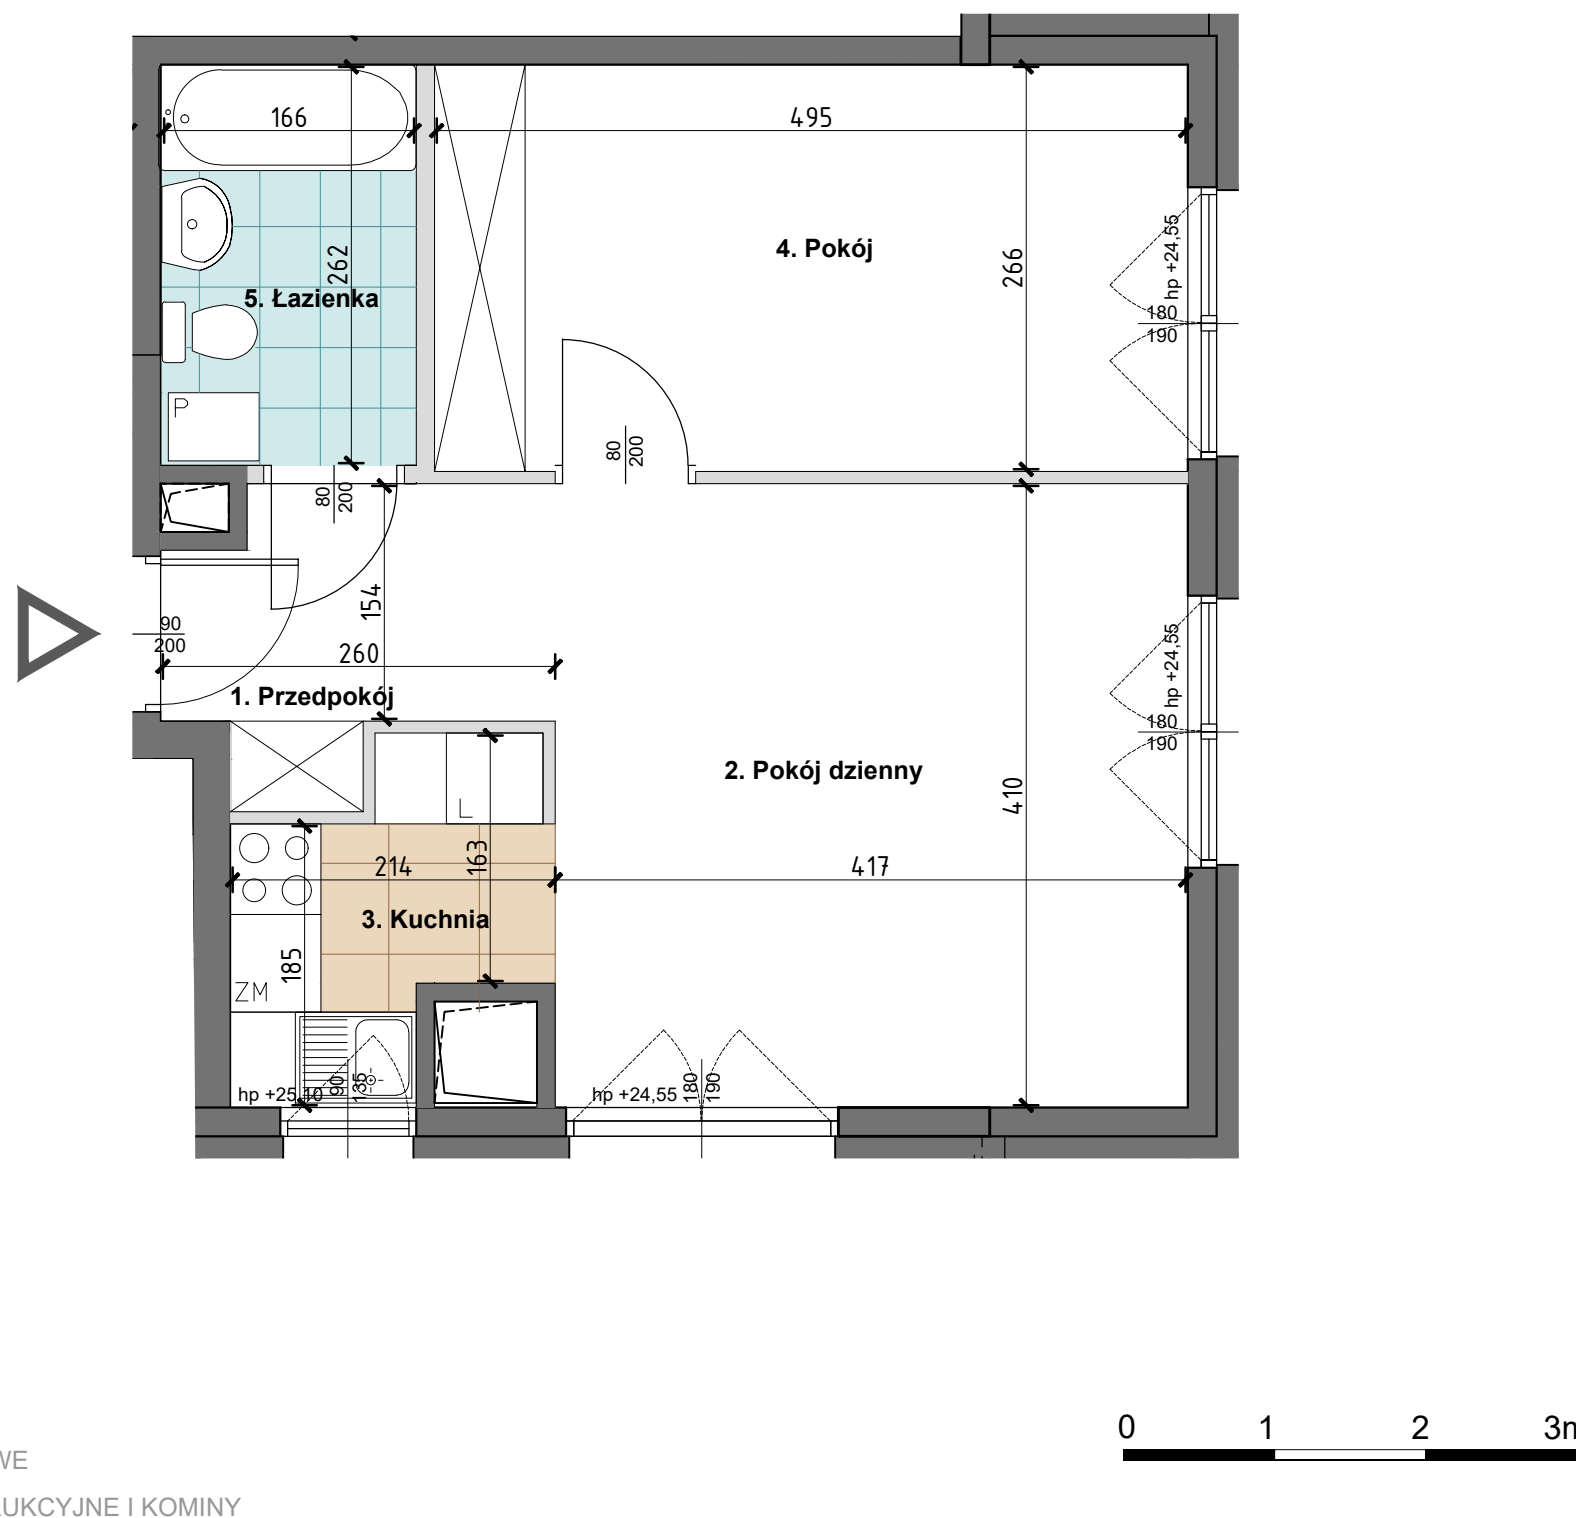 166
495
262
266
hp +24,55
4. Pokój
5. Łazienka
180
190
P
80
200
80
200
154
90
200
260
1. Przedpokój
hp +24,55
180
190
2. Pokój dzienny
410
L
163
214
417
3. Kuchnia
185
ZM
hp +25,10
90
135
hp +24,55
180
190
0 1 2 3
WE
UKCYJNE I KOMINY